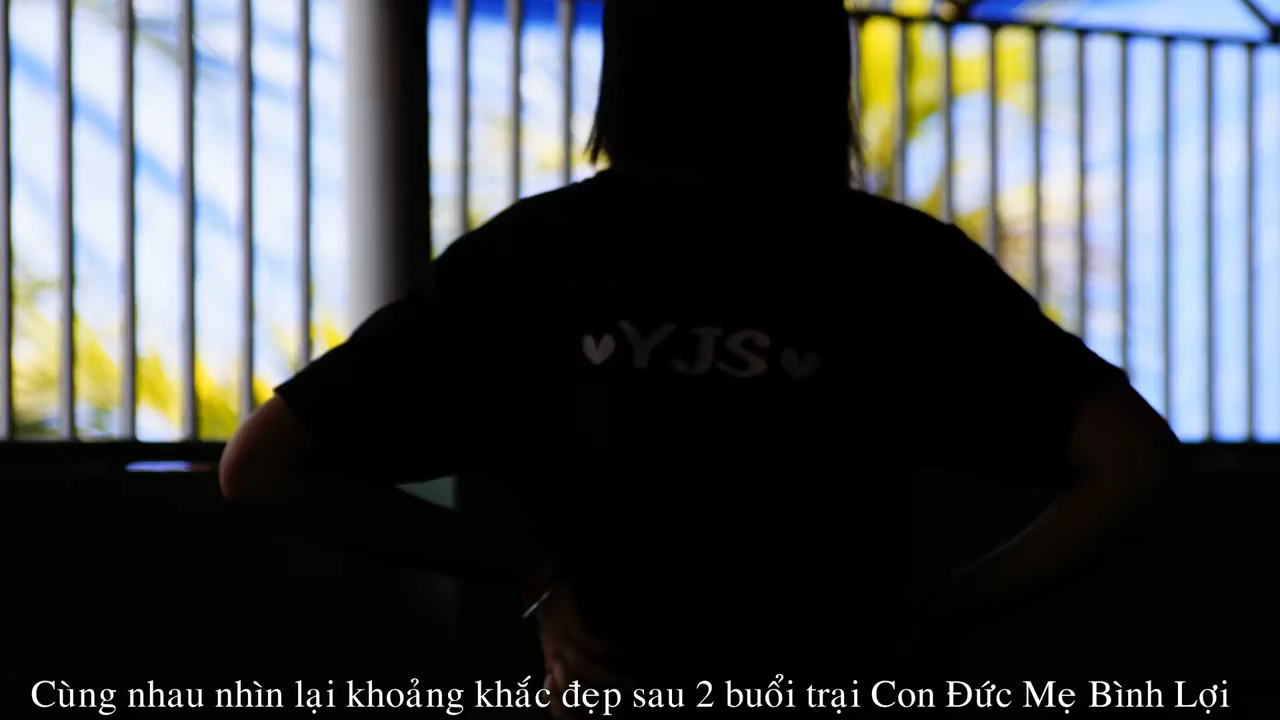 YJS
Cùng nhau nhìn lại khoảng khắc đẹp sau 2 buổi trại Con Đức Mẹ Bình Lợi